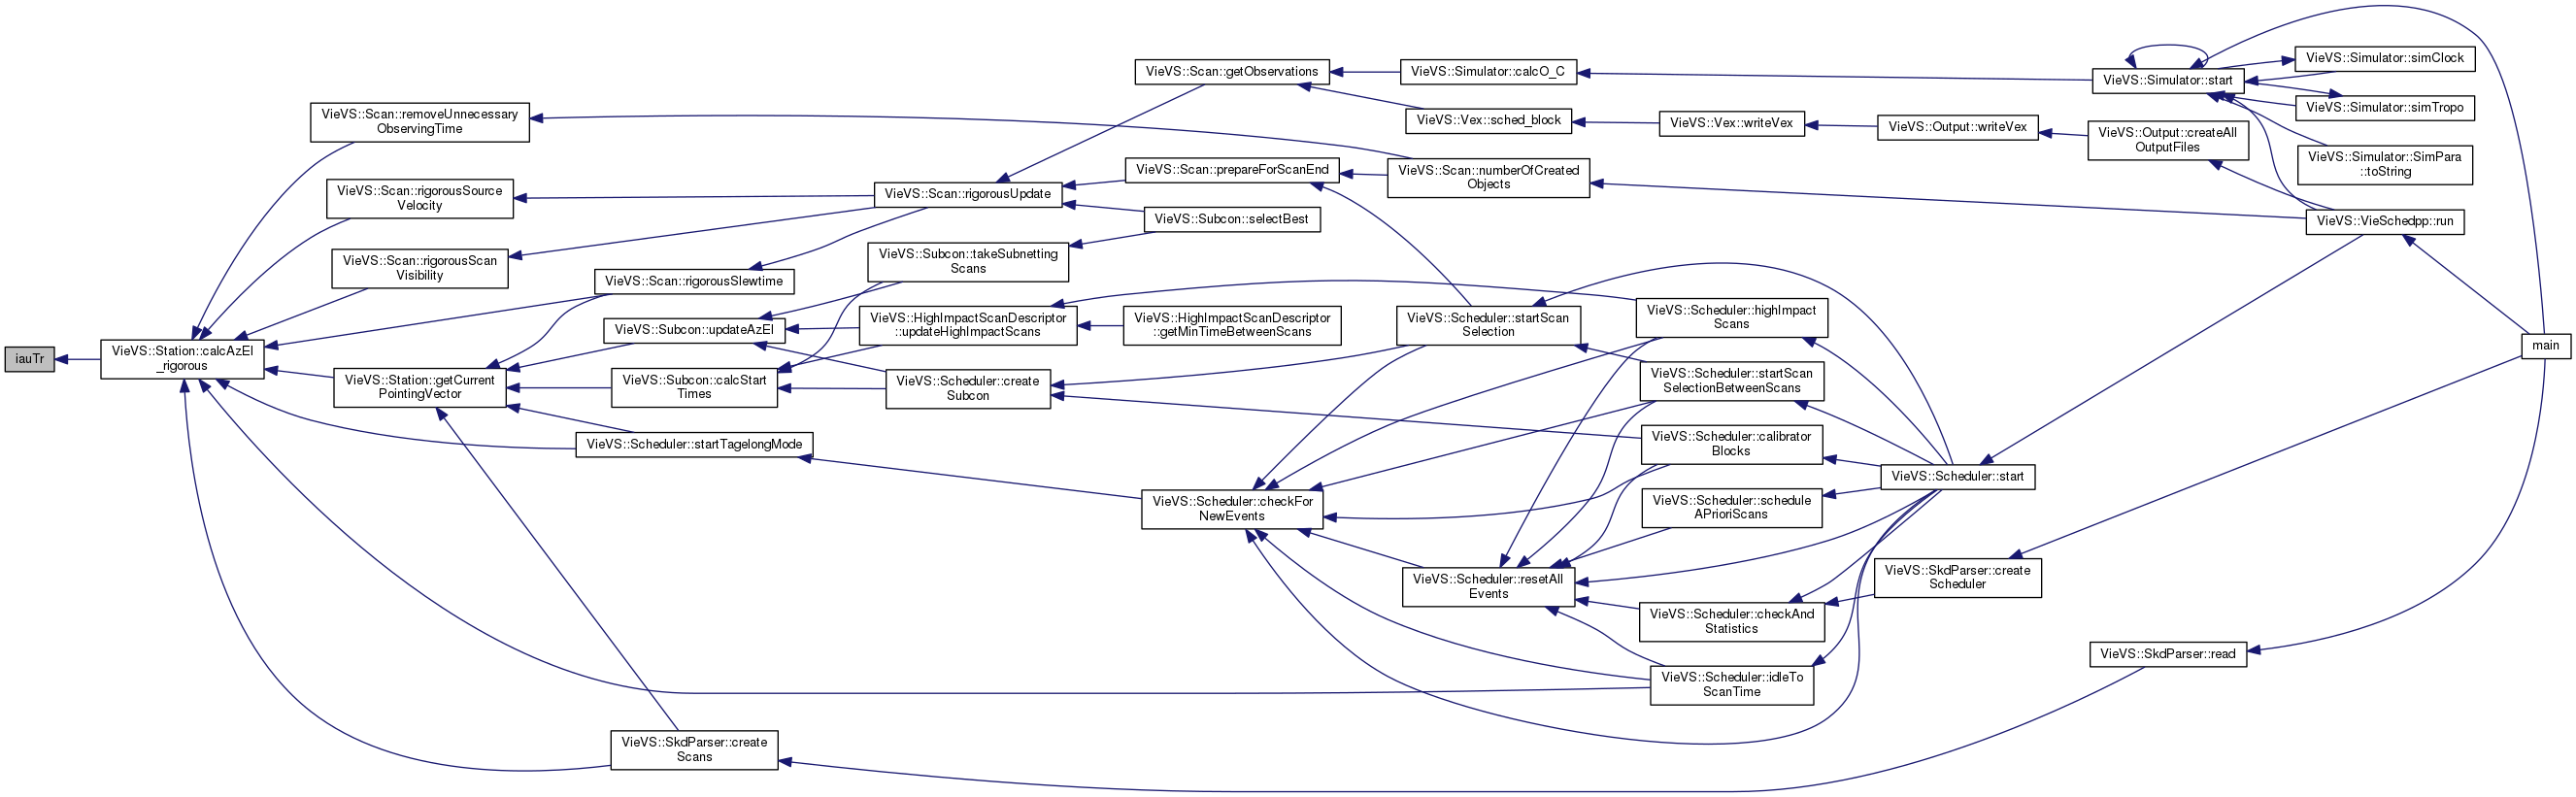 iauTr
VieVS::Station::calcAzEl
_rigorous
VieVS::Scan::removeUnnecessary
ObservingTime
VieVS::Scan::rigorousSource
Velocity
VieVS::Scan::rigorousScan
Visibility
VieVS::Station::getCurrent
PointingVector
VieVS::Scan::rigorousSlewtime
VieVS::Subcon::updateAzEl
VieVS::Subcon::calcStart
Times
VieVS::Scheduler::startTagelongMode
VieVS::SkdParser::create
Scans
VieVS::Scan::rigorousUpdate
VieVS::Subcon::takeSubnetting
Scans
VieVS::HighImpactScanDescriptor
::updateHighImpactScans
VieVS::Scheduler::create
Subcon
VieVS::Scan::getObservations
VieVS::Scan::prepareForScanEnd
VieVS::Subcon::selectBest
VieVS::HighImpactScanDescriptor
::getMinTimeBetweenScans
VieVS::Scheduler::checkFor
NewEvents
VieVS::Simulator::calcO_C
VieVS::Vex::sched_block
VieVS::Scheduler::startScan
Selection
VieVS::Scheduler::resetAll
Events
VieVS::Vex::writeVex
VieVS::Scan::numberOfCreated
Objects
VieVS::Scheduler::highImpact
Scans
VieVS::Scheduler::startScan
SelectionBetweenScans
VieVS::Scheduler::calibrator
Blocks
VieVS::Scheduler::schedule
APrioriScans
VieVS::Scheduler::checkAnd
Statistics
VieVS::Scheduler::idleTo
ScanTime
VieVS::Output::writeVex
VieVS::Scheduler::start
VieVS::SkdParser::create
Scheduler
VieVS::Simulator::start
VieVS::Output::createAll
OutputFiles
VieVS::SkdParser::read
VieVS::Simulator::simClock
VieVS::Simulator::simTropo
VieVS::Simulator::SimPara
::toString
VieVS::VieSchedpp::run
main